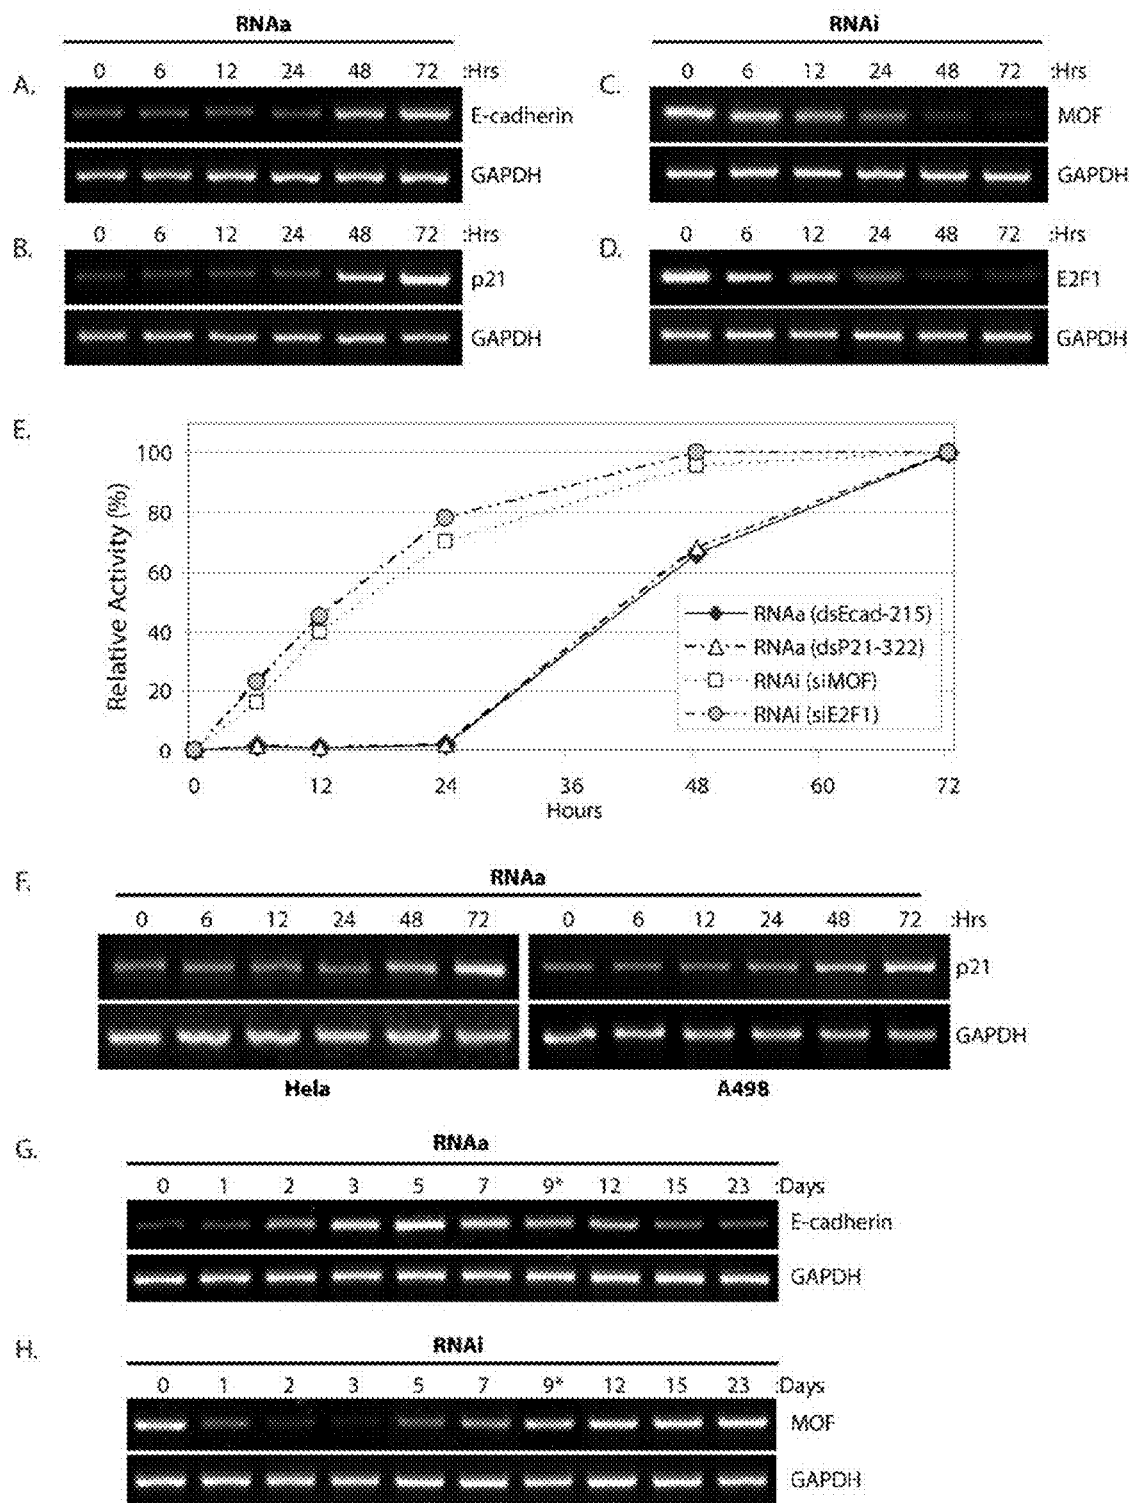 RNAa
A.
0 6 12 24 48 72 :Hrs
E-cadherin
GAPDH
B.
0 6 12 24 48 72 :Hrs
p21
GAPDH
RNAi
C.
0 6 12 24 48 72 :Hrs
MOF
GAPDH
D.
0 6 12 24 48 72 :Hrs
E2F1
GAPDH
E.
Relative Activity (%)
100
80
60
40
20
0
0 12 24 36 48 60 72
Hours
RNAa (dsEcad-215)
RNAa (dsP21-322)
RNAi (siMOF)
RNAi (siE2F1)
F.
RNAa
0 6 12 24 48 72 0 6 12 24 48 72 :Hrs
p21
GAPDH
Hela A498
G.
RNAa
0 1 2 3 5 7 9* 12 15 23 :Days
E-cadherin
GAPDH
H.
RNAi
0 1 2 3 5 7 9* 12 15 23 :Days
MOF
GAPDH